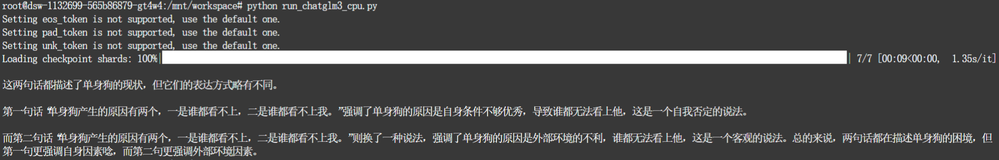 root@dsw-1132699-565b86879-gt4w4:/mnt/workspace# python run_chatglm3_cpu.py
Setting eos_token is not supported, use the default one.
Setting pad_token is not supported, use the default one.
Setting unk_token is not supported, use the default one.
Loading checkpoint shards: 100%| | 7/7 [00:09<00:00, 1.35s/it]
这两句话都描述了单身狗的现状，但它们的表达方式略有不同。
第一句话“单身狗产生的原因有两个，一是谁都看不上，二是谁都看不上我。”强调了单身狗的原因是自身条件不够优秀，导致谁都无法看上他，这是一个自我否定的说法。
而第二句话“单身狗产生的原因有两个，一是谁都看不上，二是谁都看不上我。”则换了一种说法，强调了单身狗的原因是外部环境的不利，谁都无法看上他，这是一个客观的说法。总的来说，两句话都在描述单身狗的困境，但
第一句更强调自身因素唸，而第二句更强调外部环境因素。